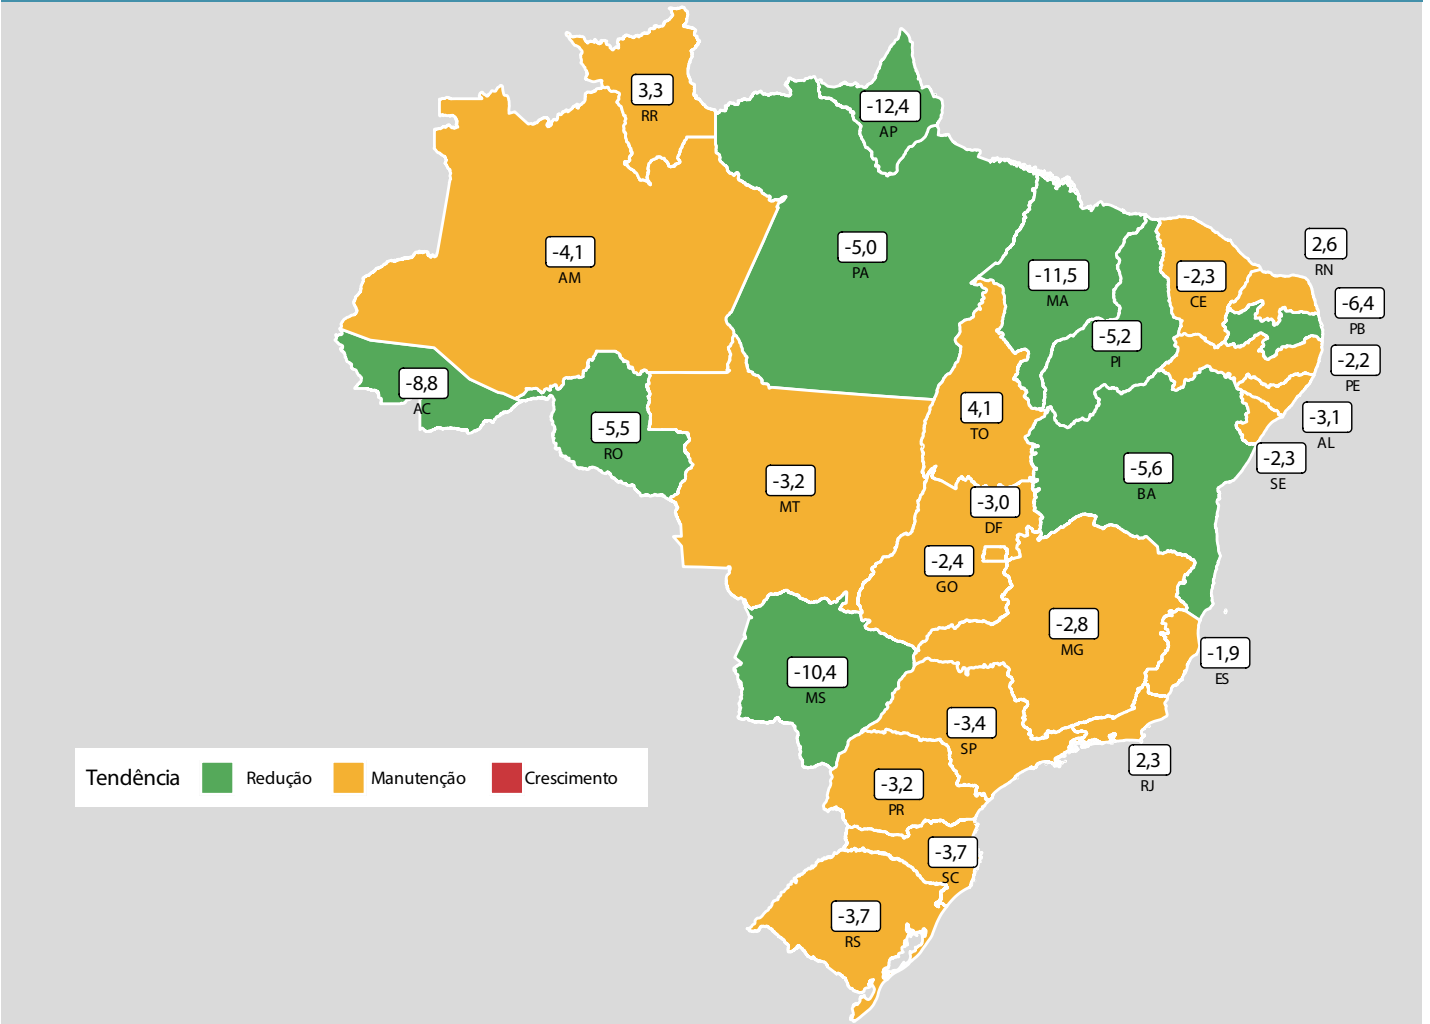 3,3
RR
-12,4
AP
-4,1
AM
-5,0
PA
-11,5
MA
-5,2
PI
-2,3
CE
2,6
RN
-6,4
PB
-2,2
PE
-3,1
AL
-2,3
SE
-8,8
AC
-5,5
RO
4,1
TO
-3,2
MT
-5,6
BA
-3,0
DF
-2,4
GO
-2,8
MG
-1,9
ES
-10,4
MS
-3,4
SP
2,3
RJ
-3,2
PR
-3,7
SC
-3,7
RS
Tendência Redução Manutenção Crescimento